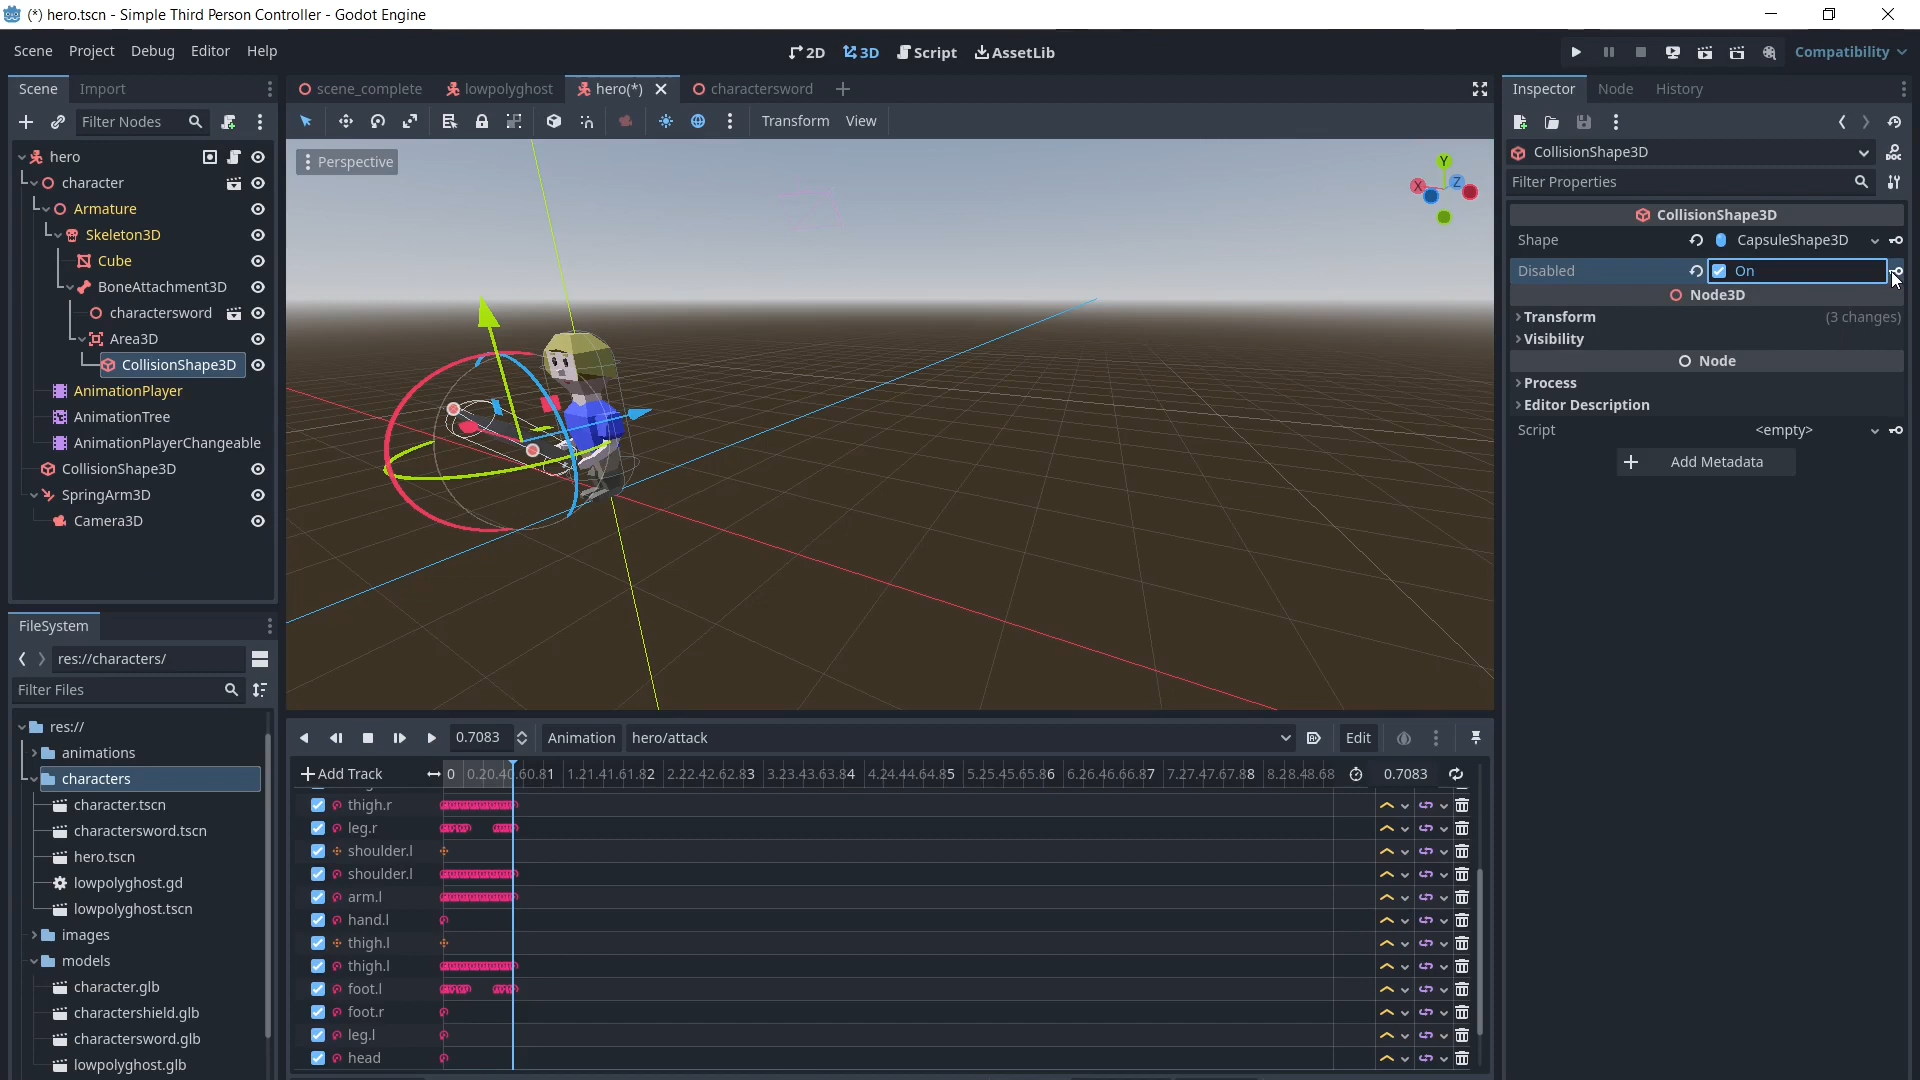 (*) hero.tscn - Simple Third Person Controller - Godot Engine
Scene Project Debug Editor Help
2D 3D Script AssetLib
Compatibility
Scene Import
scene_complete lowpolyghost hero(*) charactersword
Inspector Node History
Filter Nodes
Transform View
hero
character
Armature
Skeleton3D
Cube
BoneAttachment3D
charactersword
Area3D
CollisionShape3D
AnimationPlayer
AnimationTree
AnimationPlayerChangeable
CollisionShape3D
SpringArm3D
Camera3D
Perspective
Y
X Z
CollisionShape3D
Filter Properties
CollisionShape3D
Shape CapsuleShape3D
Disabled On
Node3D
Transform (3 changes)
Visibility
Node
Process
Editor Description
Script <empty>
Add Metadata
FileSystem
res://characters/
Filter Files
res://
animations
characters
character.tscn
charactersword.tscn
hero.tscn
lowpolyghost.gd
lowpolyghost.tscn
images
models
character.glb
charactershield.glb
charactersword.glb
lowpolyghost.glb
0.7083 Animation hero/attack Edit
Add Track 0 0.20.40.60.81 1.21.41.61.82 2.22.42.62.83 3.23.43.63.84 4.24.44.64.85 5.25.45.65.86 6.26.46.66.87 7.27.47.67.88 8.28.48.68 0.7083
thigh.r
leg.r
shoulder.l
shoulder.l
arm.l
hand.l
thigh.l
thigh.l
foot.l
foot.r
leg.l
head